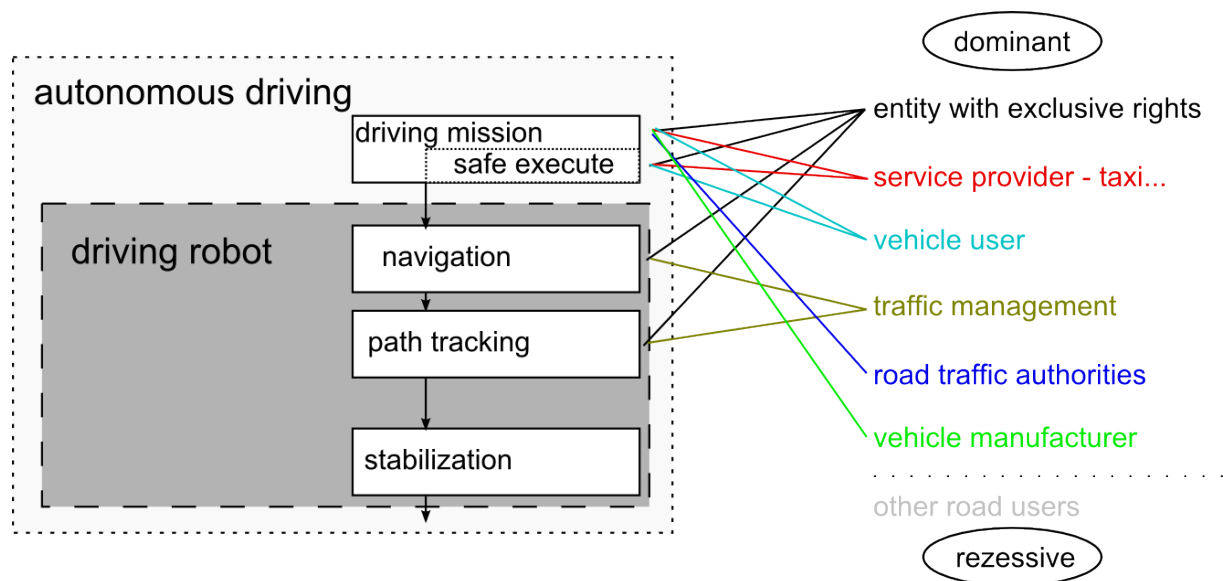 dominant
autonomous driving
entity with exclusive rights
driving mission
safe execute
service provider - taxi...
driving robot
vehicle user
navigation
traffic management
path tracking
road traffic authorities
vehicle manufacturer
stabilization
other road users
rezessive